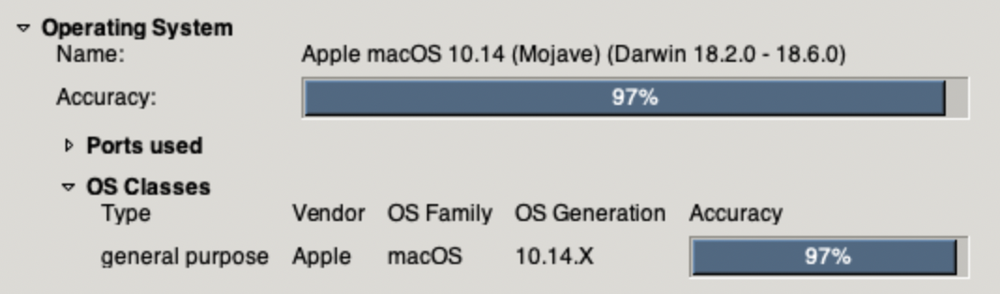 Operating System
Name: Apple macOS 10.14 (Mojave) (Darwin 18.2.0 - 18.6.0)
Accuracy: 97%
Ports used
OS Classes
Type Vendor OS Family OS Generation Accuracy
general purpose Apple macOS 10.14.X 97%